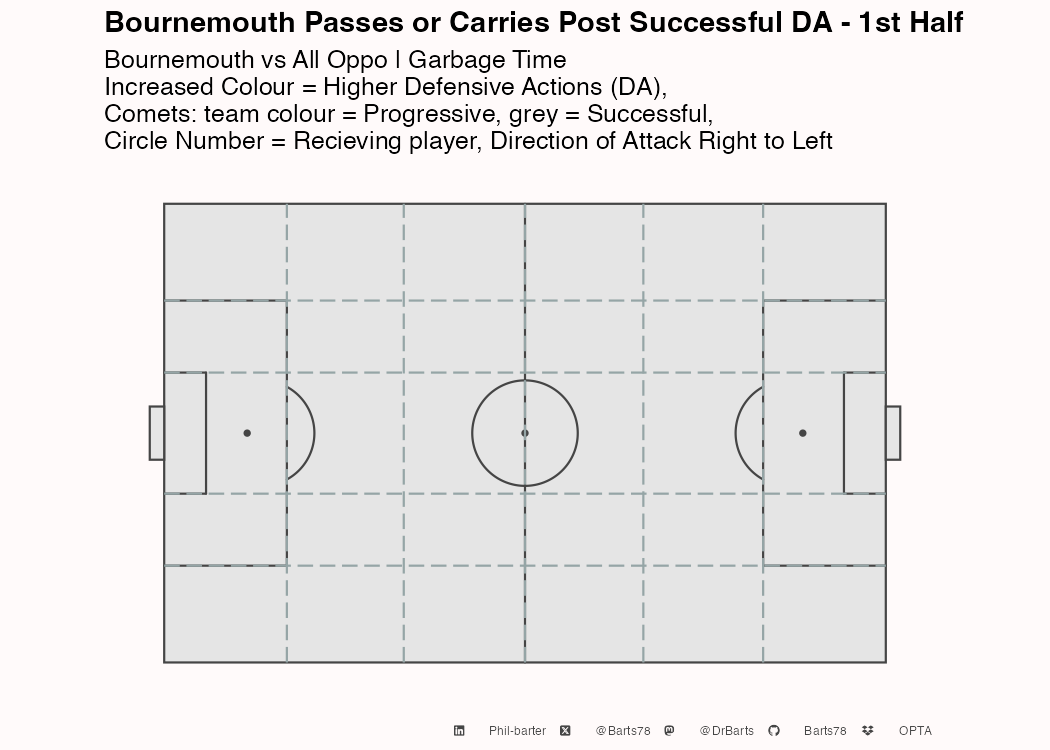 Bournemouth Passes or Carries Post Successful DA - 1st Half
Bournemouth vs All Oppo | Garbage Time
Increased Colour = Higher Defensive Actions (DA),
Comets: team colour = Progressive, grey = Successful,
Circle Number = Recieving player, Direction of Attack Right to Left
Phil-barter @Barts78 @DrBarts Barts78 OPTA